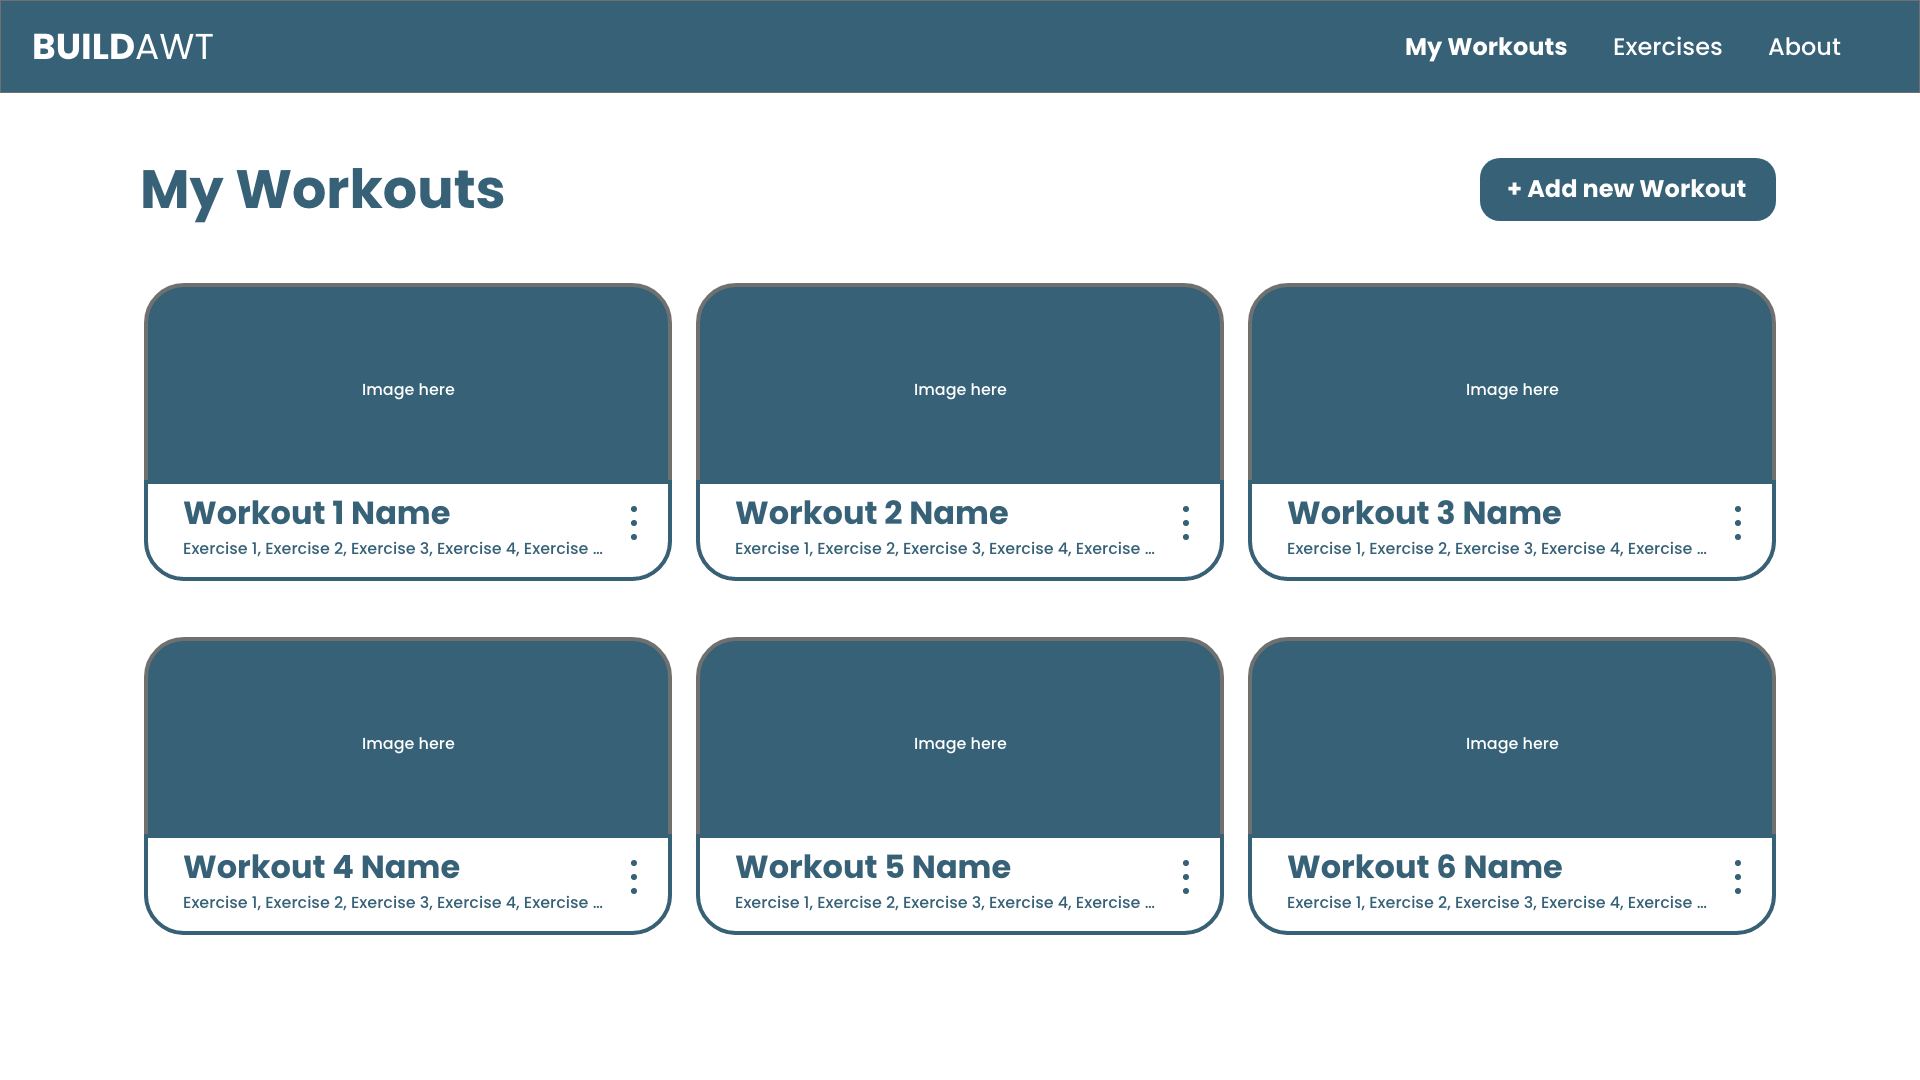 BUILDAWT
My Workouts Exercises About
My Workouts
+ Add new Workout
Image here
Image here
Image here
Workout 1 Name
Exercise 1, Exercise 2, Exercise 3, Exercise 4, Exercise ...
Workout 2 Name
Exercise 1, Exercise 2, Exercise 3, Exercise 4, Exercise ...
Workout 3 Name
Exercise 1, Exercise 2, Exercise 3, Exercise 4, Exercise ...
Image here
Image here
Image here
Workout 4 Name
Exercise 1, Exercise 2, Exercise 3, Exercise 4, Exercise ...
Workout 5 Name
Exercise 1, Exercise 2, Exercise 3, Exercise 4, Exercise ...
Workout 6 Name
Exercise 1, Exercise 2, Exercise 3, Exercise 4, Exercise ...